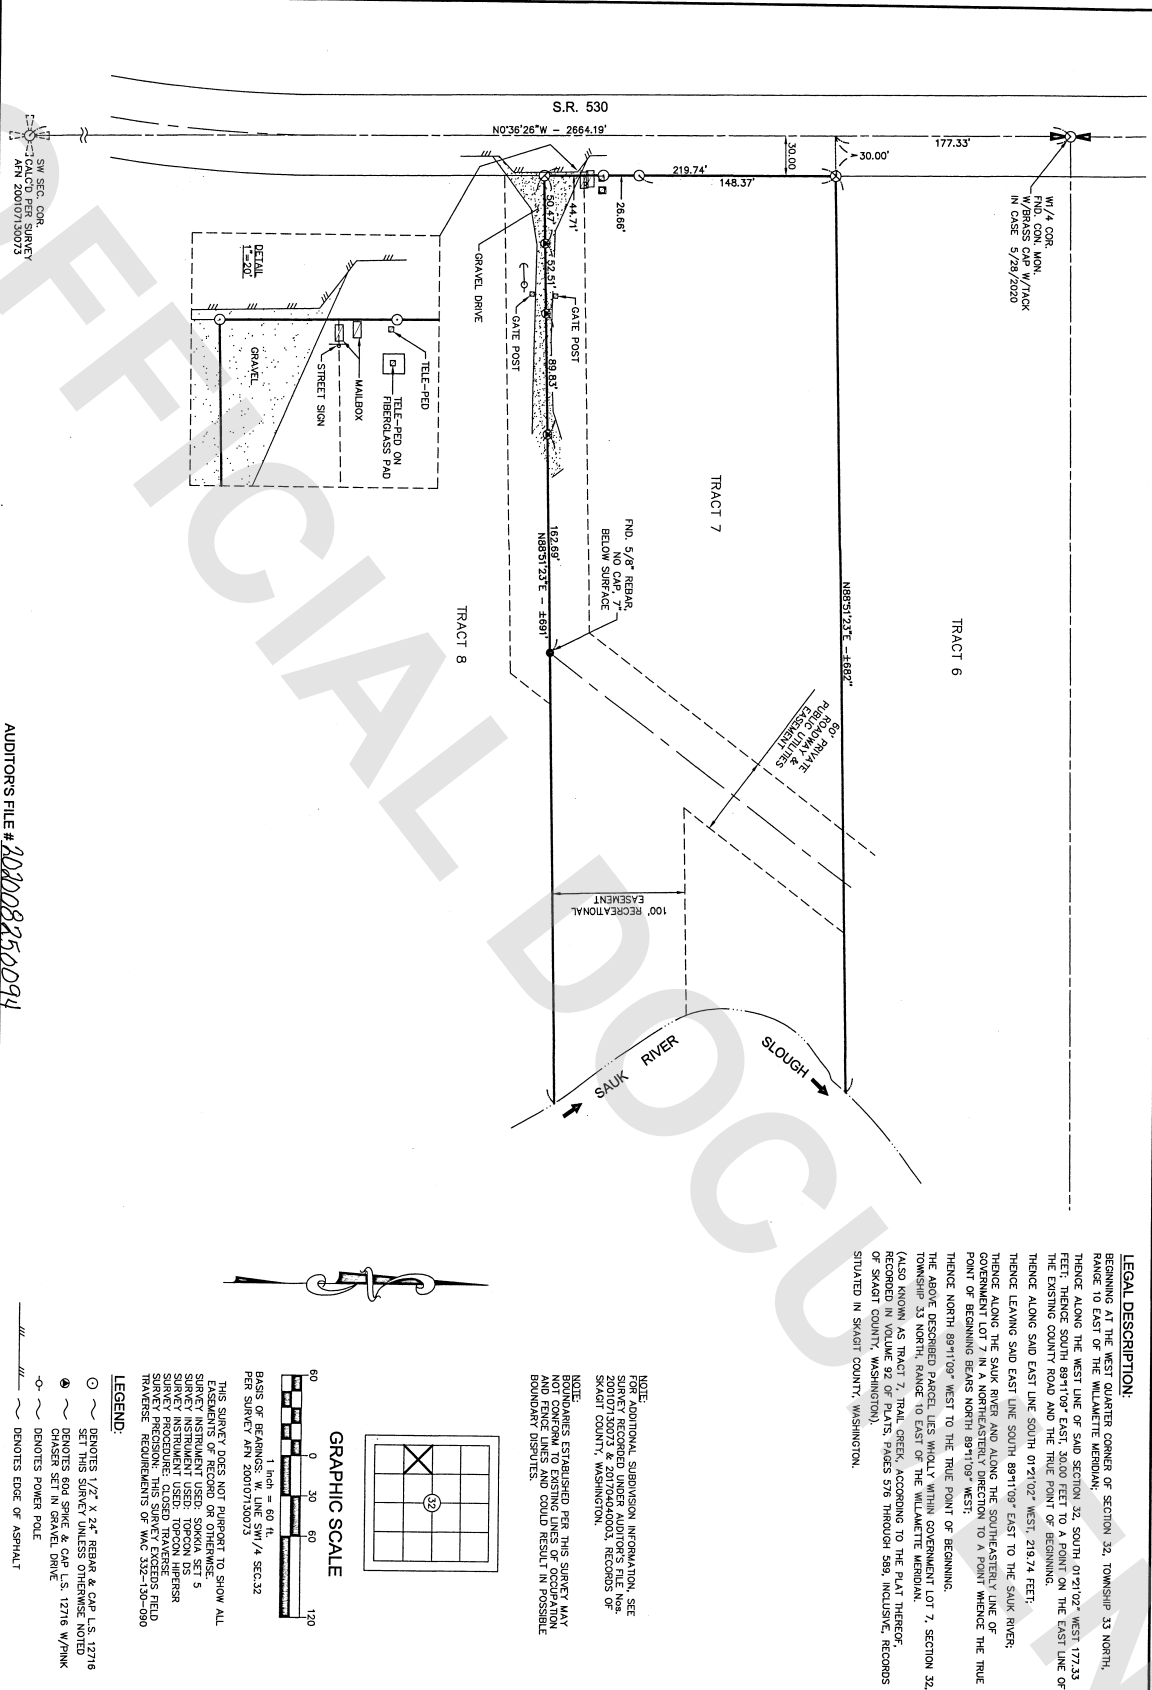 S.R. 530
N0°36'26"W - 2664.19'
177.33'
30.00'
30.00
219.74'
148.37'
26.66'
44.71'
50.47'
52.51'
89.83'
162.69'
N88°51'23"E - ±691'
N88°51'23"E - ±682'
W1/4 COR.
FND. CON. MON.
W/BRASS CAP W/TACK
IN CASE 5/28/2020
SW SEC. COR.
CALC'D PER SURVEY
AFN 200107130073
GRAVEL DRIVE
GATE POST
GATE POST
DETAIL
1"=20'
GRAVEL
STREET SIGN
MAILBOX
TELE-PED
TELE-PED ON
FIBERGLASS PAD
FND. 5/8" REBAR,
NO CAP, 7"
BELOW SURFACE
TRACT 6
TRACT 7
TRACT 8
60' PRIVATE
ROADWAY &
PUBLIC UTILITIES
EASEMENT
100' RECREATIONAL
EASEMENT
SAUK RIVER
SLOUGH
LEGAL DESCRIPTION:
BEGINNING AT THE WEST QUARTER CORNER OF SECTION 32, TOWNSHIP 33 NORTH,
RANGE 10 EAST OF THE WILLAMETTE MERIDIAN;
THENCE ALONG THE WEST LINE OF SAID SECTION 32, SOUTH 01°21'02" WEST 177.33
FEET; THENCE SOUTH 89°11'09" EAST, 30.00 FEET TO A POINT ON THE EAST LINE OF
THE EXISTING COUNTY ROAD AND THE TRUE POINT OF BEGINNING.
THENCE ALONG SAID EAST LINE SOUTH 01°21'02" WEST, 219.74 FEET;
THENCE LEAVING SAID EAST LINE SOUTH 89°11'09" EAST TO THE SAUK RIVER;
THENCE ALONG THE SAUK RIVER AND ALONG THE SOUTHEASTERLY LINE OF
GOVERNMENT LOT 7 IN A NORTHEASTERLY DIRECTION TO A POINT WHENCE THE TRUE
POINT OF BEGINNING BEARS NORTH 89°11'09" WEST;
THENCE NORTH 89°11'09" WEST TO THE TRUE POINT OF BEGINNING.
THE ABOVE DESCRIBED PARCEL LIES WHOLLY WITHIN GOVERNMENT LOT 7, SECTION 32,
TOWNSHIP 33 NORTH, RANGE 10 EAST OF THE WILLAMETTE MERIDIAN.
(ALSO KNOWN AS TRACT 7, TRAIL CREEK, ACCORDING TO THE PLAT THEREOF,
RECORDED IN VOLUME 92 OF PLATS, PAGES 576 THROUGH 589, INCLUSIVE, RECORDS
OF SKAGIT COUNTY, WASHINGTON).
SITUATED IN SKAGIT COUNTY, WASHINGTON.
NOTE:
FOR ADDITIONAL SUBDIVISION INFORMATION, SEE
SURVEY RECORDED UNDER AUDITOR'S FILE Nos.
200107130073 & 201704040003, RECORDS OF
SKAGIT COUNTY, WASHINGTON.
NOTE:
BOUNDARIES ESTABLISHED PER THIS SURVEY MAY
NOT CONFORM TO EXISTING LINES OF OCCUPATION
AND FENCE LINES AND COULD RESULT IN POSSIBLE
BOUNDARY DISPUTES.
32
GRAPHIC SCALE
60 0 30 60 120
1 inch = 60 ft.
BASIS OF BEARINGS: W. LINE SW1/4 SEC.32
PER SURVEY AFN 200107130073
THIS SURVEY DOES NOT PURPORT TO SHOW ALL
EASEMENTS OF RECORD OR OTHERWISE.
SURVEY INSTRUMENT USED: SOKKIA SET 5
SURVEY INSTRUMENT USED: TOPCON DS
SURVEY INSTRUMENT USED: TOPCON HIPERSR
SURVEY PROCEDURE: CLOSED TRAVERSE
SURVEY PRECISION: THIS SURVEY EXCEEDS FIELD
TRAVERSE REQUIREMENTS OF WAC 332-130-090
LEGEND:
DENOTES 1/2" X 24" REBAR & CAP L.S. 12716
SET THIS SURVEY UNLESS OTHERWISE NOTED
DENOTES 60d SPIKE & CAP L.S. 12716 W/PINK
CHASER SET IN GRAVEL DRIVE
DENOTES POWER POLE
DENOTES EDGE OF ASPHALT
AUDITOR'S FILE # 202008250094
OFFICIAL DOCUMEN